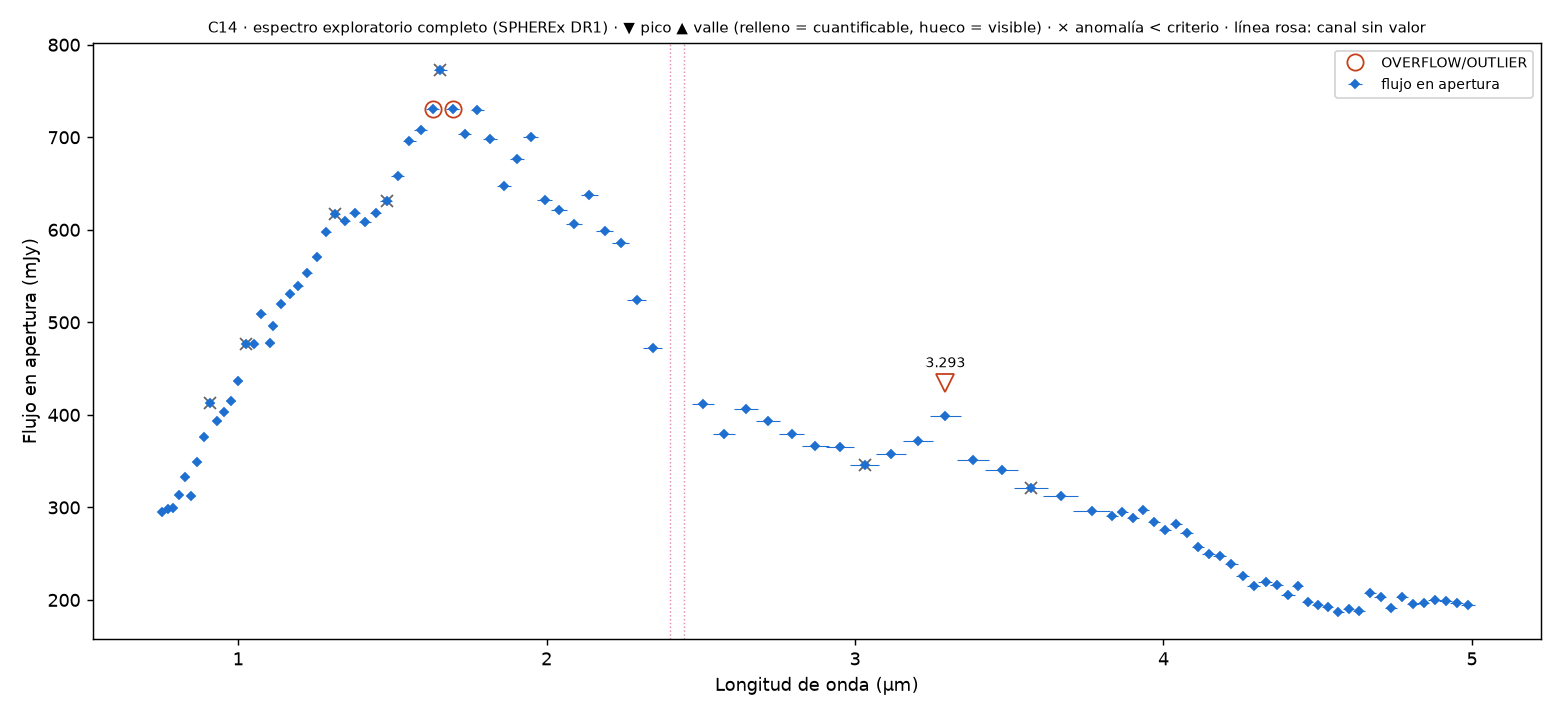 C14 · espectro exploratorio completo (SPHEREx DR1) · ▼ pico ▲ valle (relleno = cuantificable, hueco = visible) · × anomalía < criterio · línea rosa: canal sin valor
OVERFLOW/OUTLIER
flujo en apertura
3.293
Flujo en apertura (mJy)
800
700
600
500
400
300
200
1
2
3
4
5
Longitud de onda (µm)